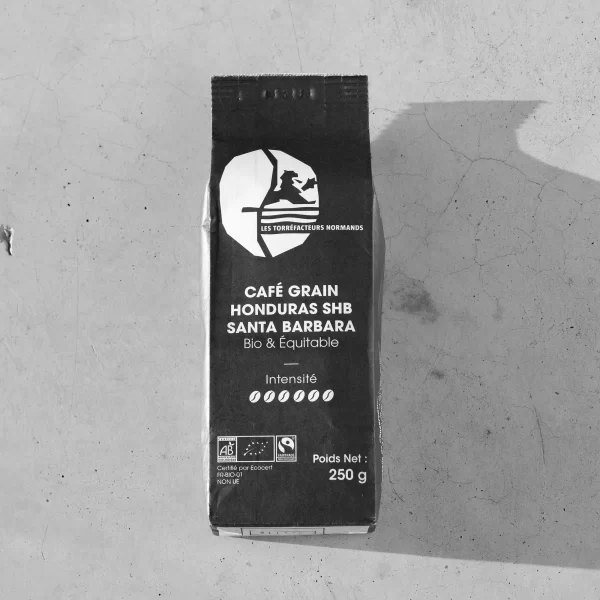 LES TORRÉFACTEURS NORMANDS
CAFÉ GRAIN
HONDURAS SHB
SANTA BARBARA
Bio & Équitable
Intensité
AB
Certifié par Ecocert
FR-BIO-01
NON UE
Poids Net :
250 g